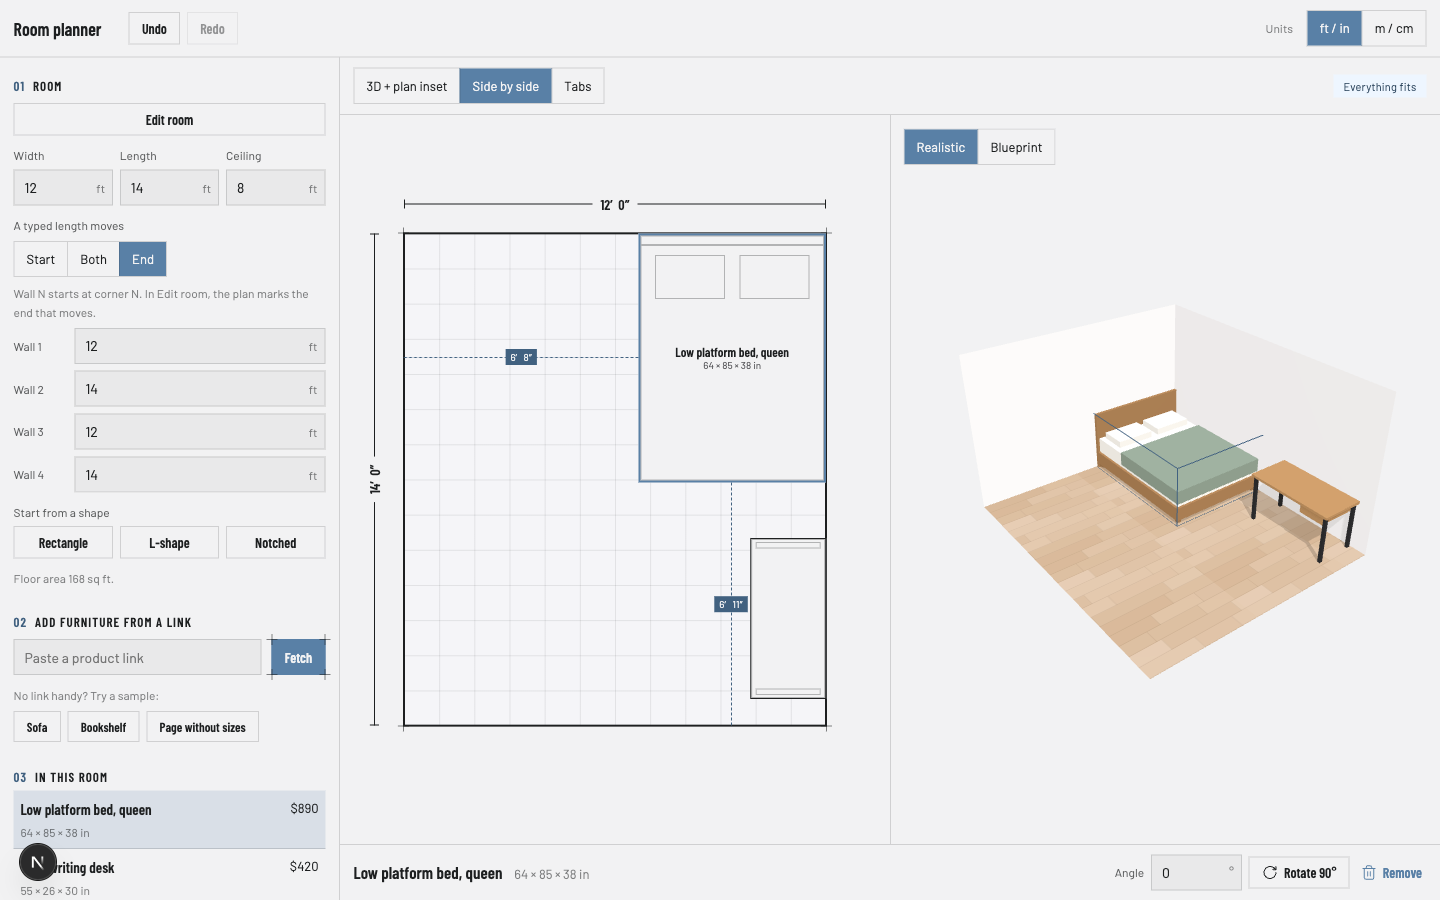 Room planner
Undo
Redo
Units
ft / in
m / cm
01 ROOM
Edit room
Width
Length
Ceiling
12 ft
14 ft
8 ft
A typed length moves
Start
Both
End
Wall N starts at corner N. In Edit room, the plan marks the
end that moves.
Wall 1
12 ft
Wall 2
14 ft
Wall 3
12 ft
Wall 4
14 ft
Start from a shape
Rectangle
L-shape
Notched
Floor area 168 sq ft.
02 ADD FURNITURE FROM A LINK
Paste a product link
Fetch
No link handy? Try a sample:
Sofa
Bookshelf
Page without sizes
03 IN THIS ROOM
Low platform bed, queen
$890
64 × 85 × 38 in
N
riting desk
$420
55 × 26 × 30 in
3D + plan inset
Side by side
Tabs
Everything fits
12′ 0″
14′ 0″
6′ 8″
Low platform bed, queen
64 × 85 × 38 in
6′ 11″
Realistic
Blueprint
Low platform bed, queen
64 × 85 × 38 in
Angle
0 °
Rotate 90°
Remove